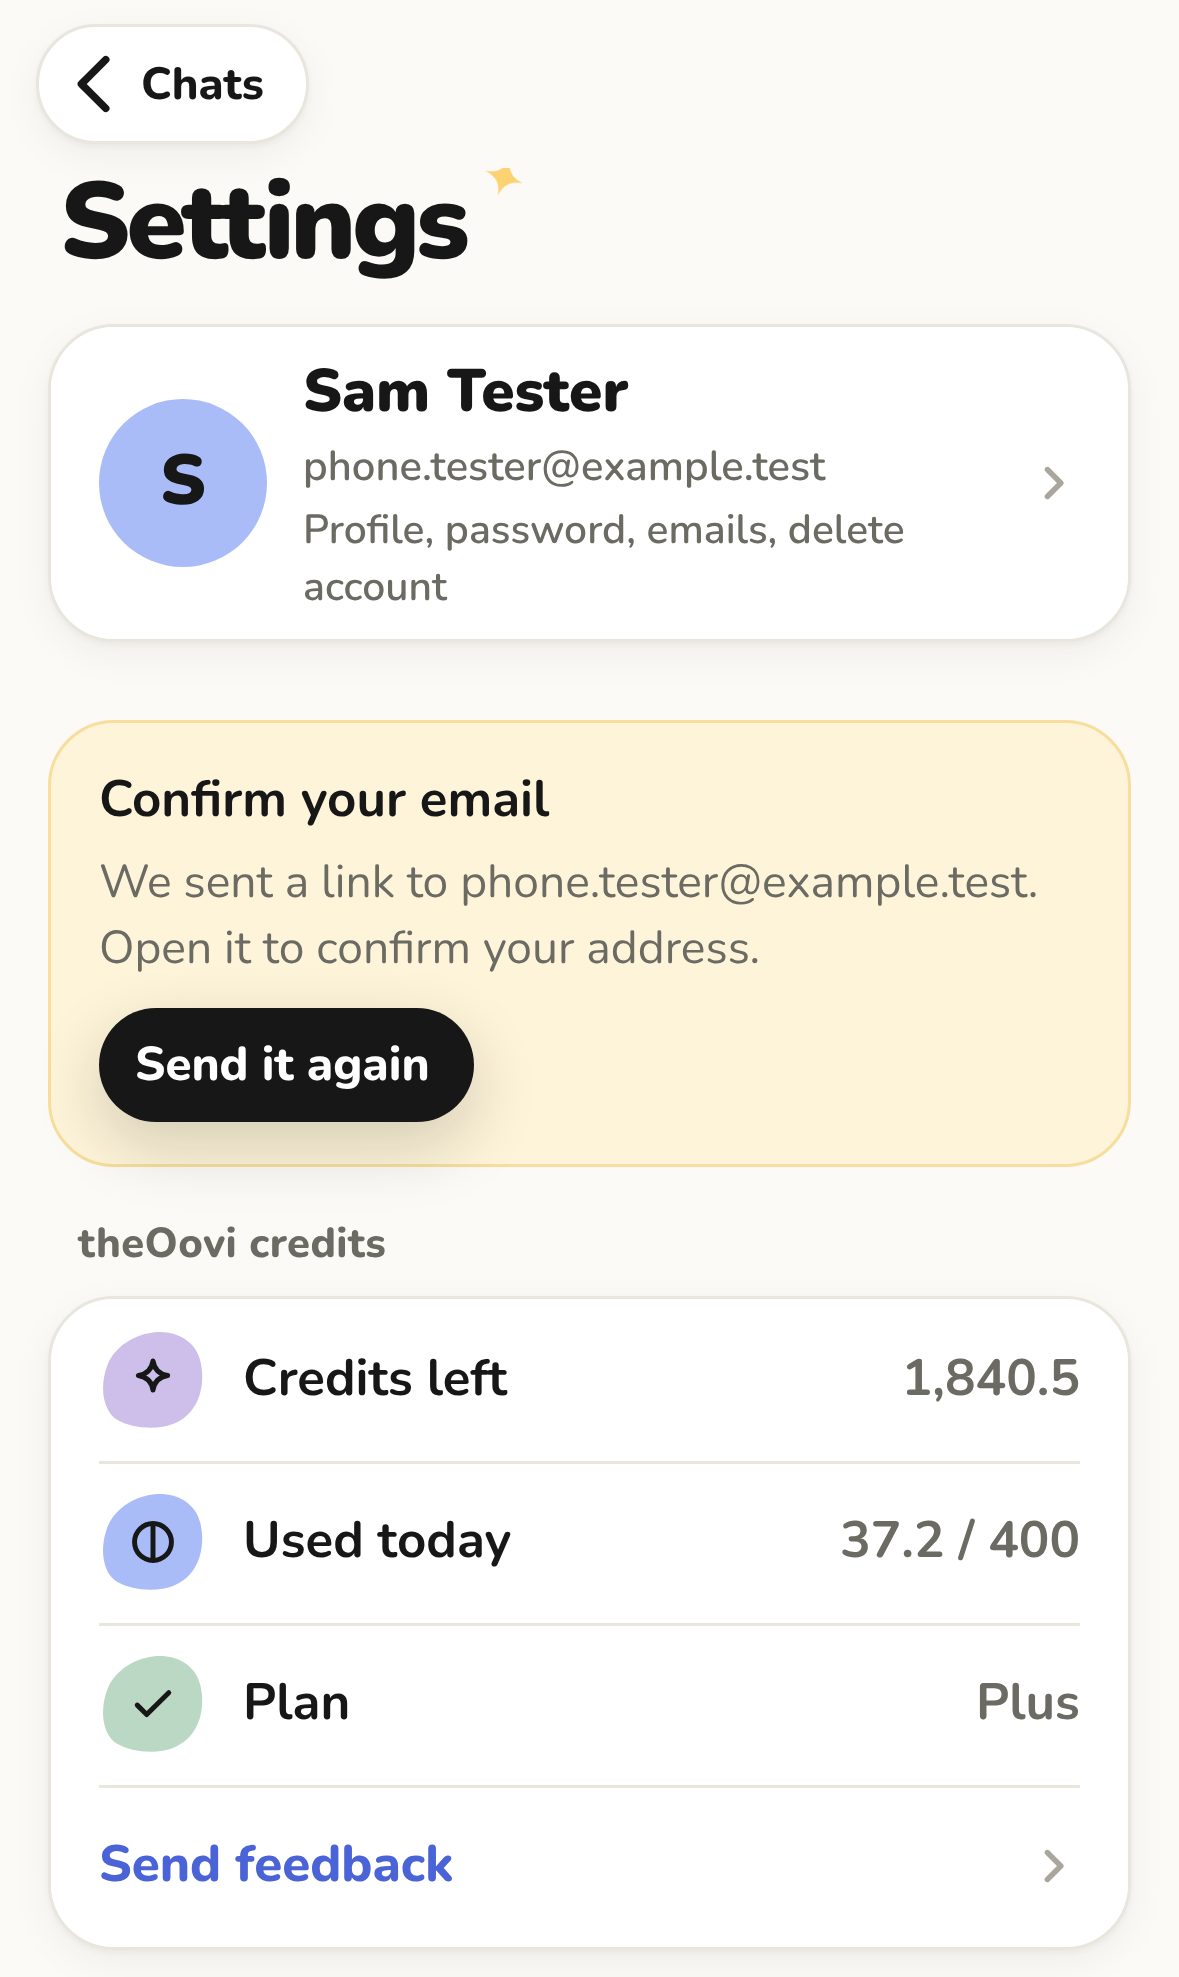 Chats
Settings
Sam Tester
S
phone.tester@example.test
Profile, password, emails, delete
account
Confirm your email
We sent a link to phone.tester@example.test.
Open it to confirm your address.
Send it again
theOovi credits
Credits left 1,840.5
Used today 37.2 / 400
Plan Plus
Send feedback